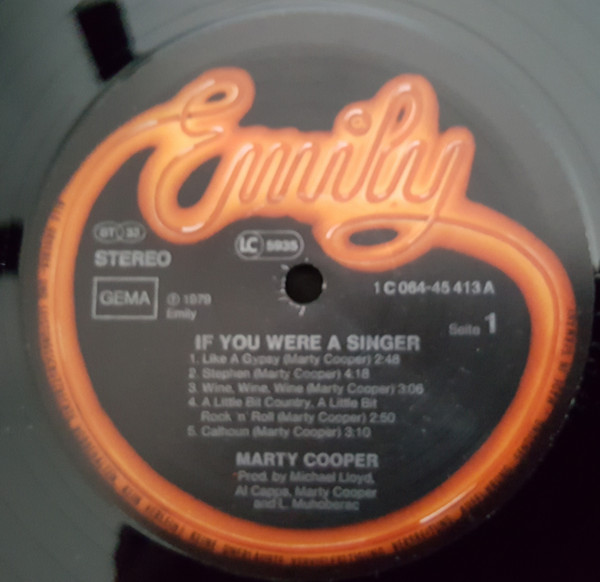 Emily
ST 33
LC 5935
STEREO
GEMA
Ⓟ 1979
Emily
1 C 064-45 413 A
Seite 1
IF YOU WERE A SINGER
1. Like A Gypsy (Marty Cooper) 2:48
2. Stephen (Marty Cooper) 4:18
3. Wine, Wine, Wine (Marty Cooper) 3:06
4. A Little Bit Country, A Little Bit
Rock 'n' Roll (Marty Cooper) 2:50
5. Calhoun (Marty Cooper) 3:10
MARTY COOPER
Prod. by Michael Lloyd,
Al Capps, Marty Cooper
and L. Muhoberac